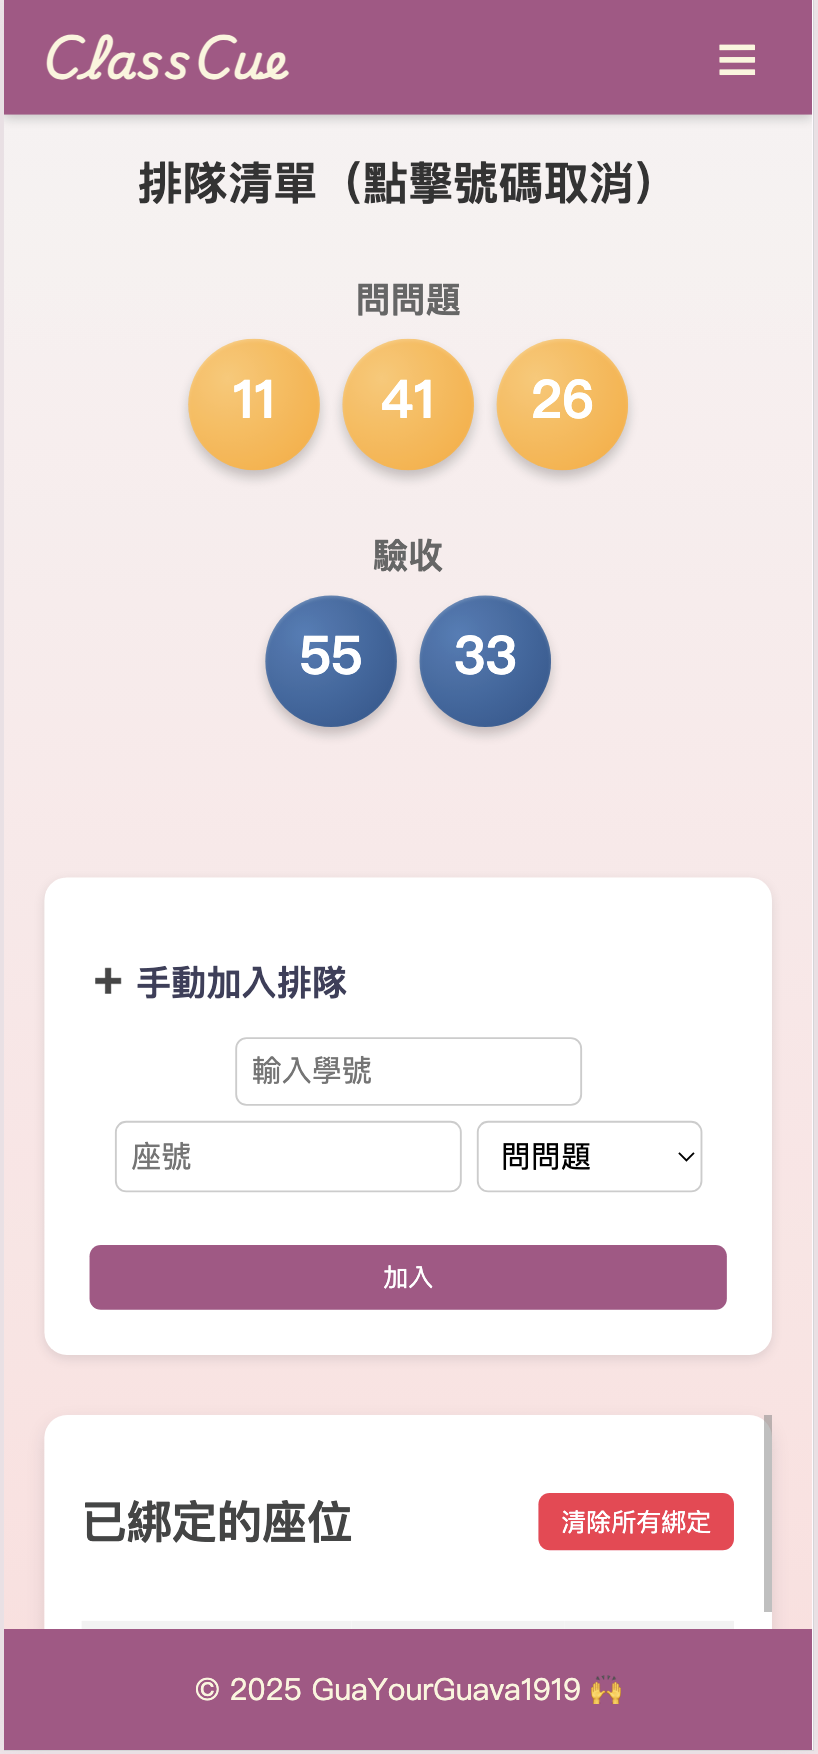 ClassCue
排隊清單（點擊號碼取消）
問問題
11 41 26
驗收
55 33
➕ 手動加入排隊
輸入學號
座號 問問題
加入
已綁定的座位 清除所有綁定
© 2025 GuaYourGuava1919 🙌